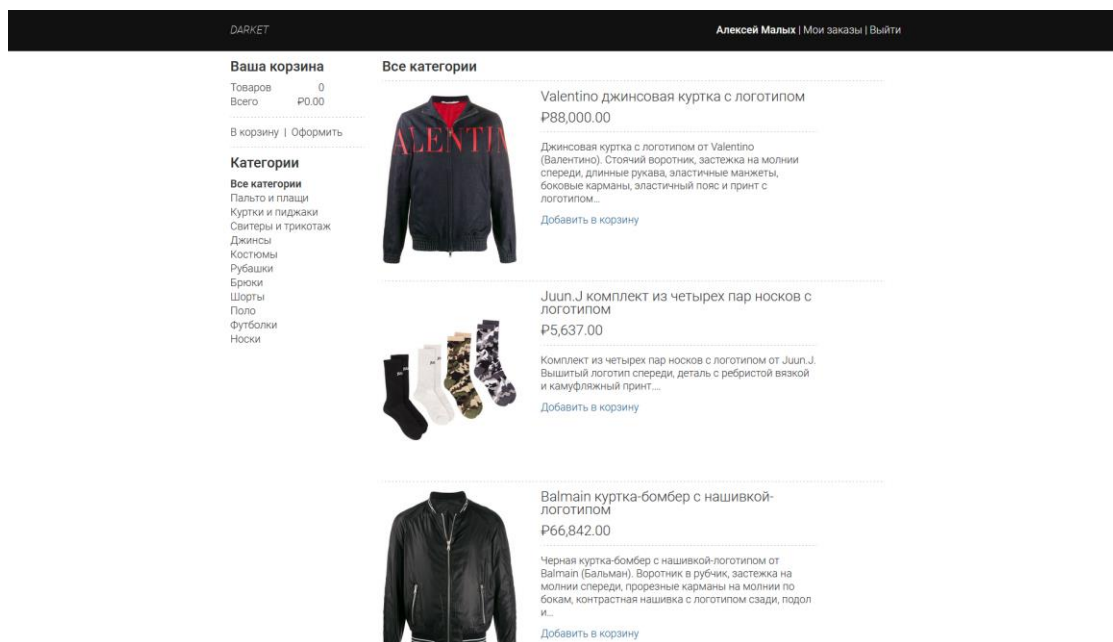 DARKET
Алексей Малых | Мои заказы | Выйти
Ваша корзина
Товаров 0
Всего ₽0.00
В корзину | Оформить
Категории
Все категории
Пальто и плащи
Куртки и пиджаки
Свитеры и трикотаж
Джинсы
Костюмы
Рубашки
Брюки
Шорты
Поло
Футболки
Носки
Все категории
ALENTIN
Valentino джинсовая куртка с логотипом
₽88,000.00
Джинсовая куртка с логотипом от Valentino
(Валентино). Стоячий воротник, застежка на молнии
спереди, длинные рукава, эластичные манжеты,
боковые карманы, эластичный пояс и принт с
логотипом...
Добавить в корзину
Juun.J комплект из четырех пар носков с
логотипом
₽5,637.00
Комплект из четырех пар носков с логотипом от Juun.J.
Вышитый логотип спереди, деталь с ребристой вязкой
и камуфляжный принт....
Добавить в корзину
Balmain куртка-бомбер с нашивкой-
логотипом
₽66,842.00
Черная куртка-бомбер с нашивкой-логотипом от
Balmain (Бальман). Воротник в рубчик, застежка на
молнии спереди, прорезные карманы на молнии по
бокам, контрастная нашивка с логотипом сзади, подол
и...
Добавить в корзину